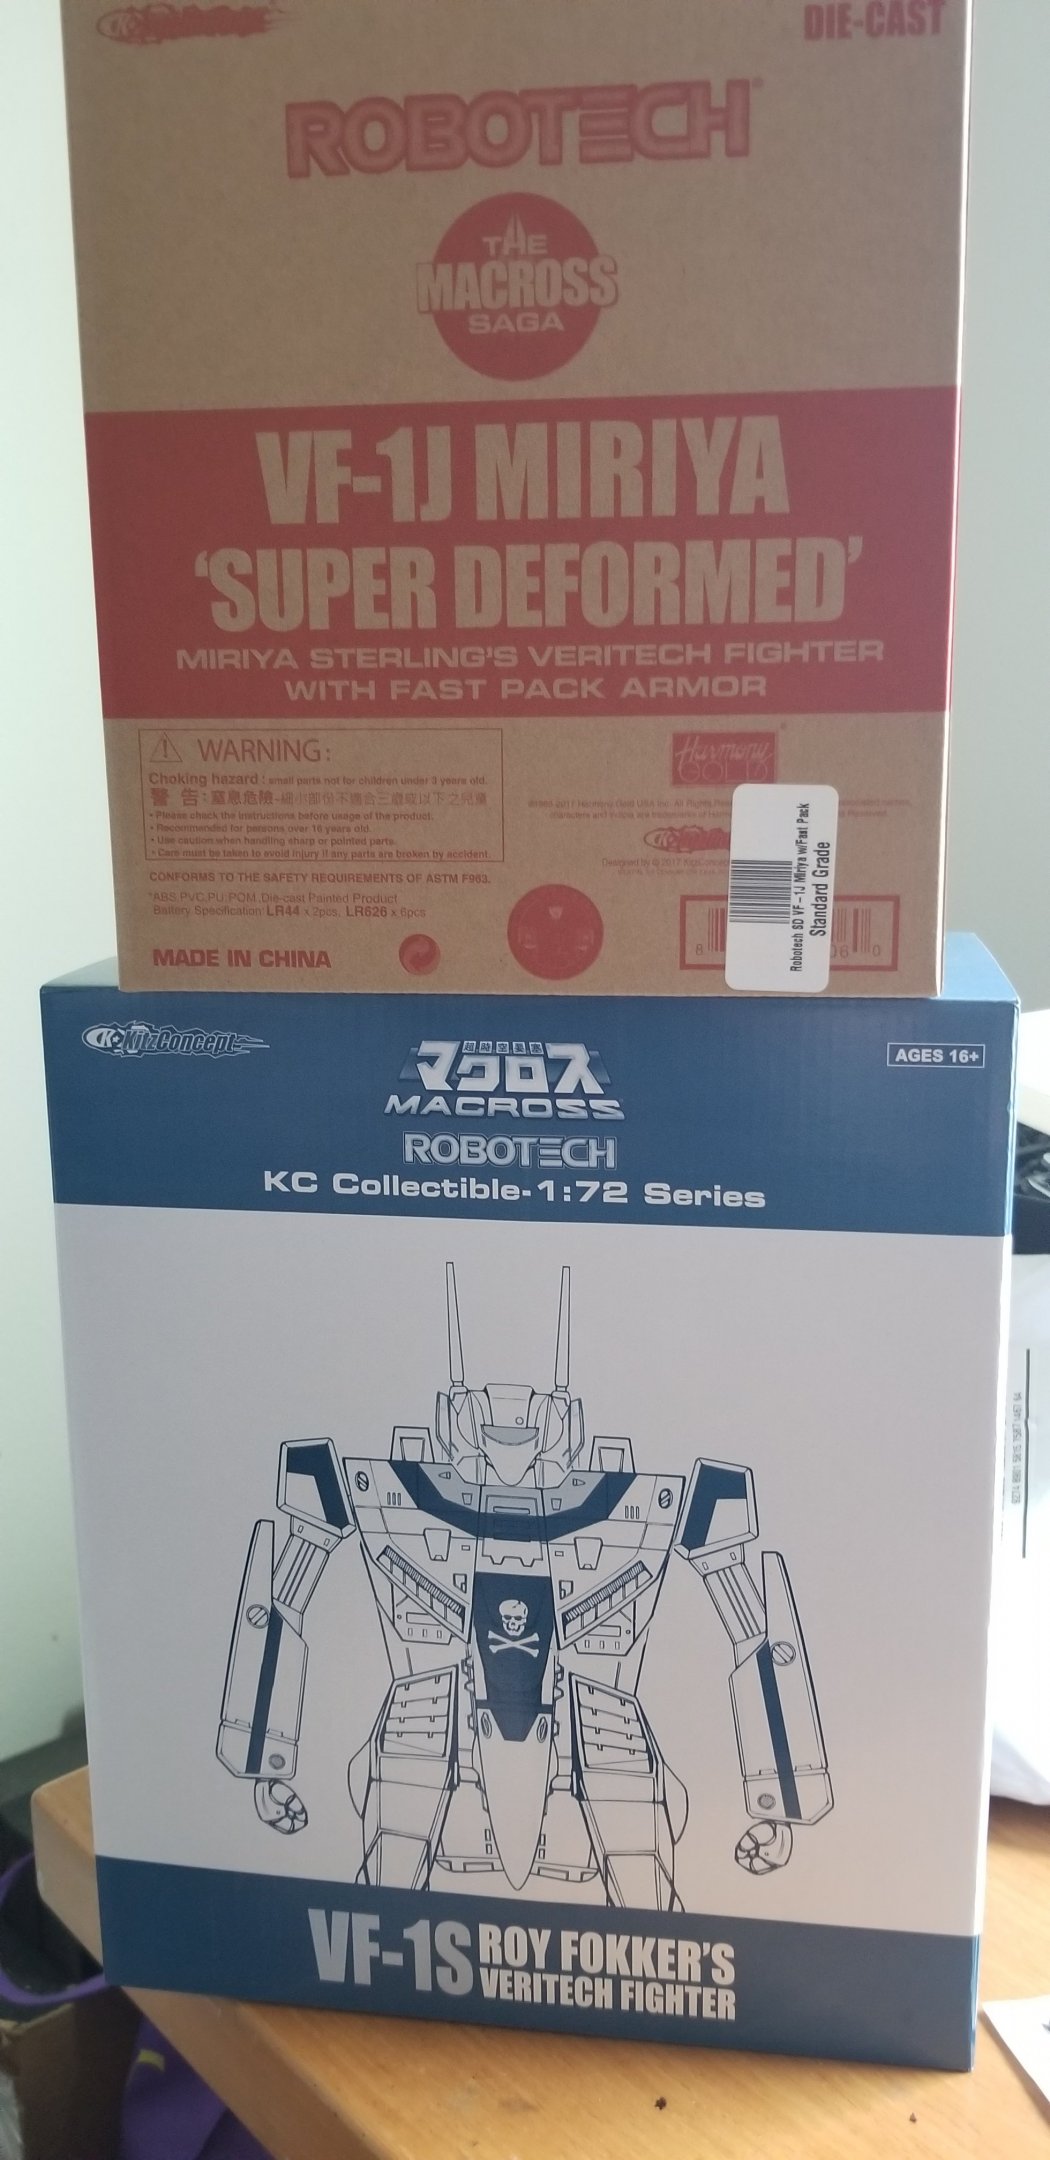 DIE-CAST
ROBOTECH
THE
MACROSS
SAGA
VF-1J MIRIYA
'SUPER DEFORMED'
MIRIYA STERLING'S VERITECH FIGHTER
WITH FAST PACK ARMOR
WARNING:
Choking hazard : small parts not for children under 3 years old.
警 告 : 窒息危險-細小部份不適合三歲或以下之兒童
• Please check the instructions before usage of the product.
• Recommended for persons over 16 years old.
• Use caution when handling sharp or pointed parts.
• Care must be taken to avoid injury if any parts are broken by accident.
CONFORMS TO THE SAFETY REQUIREMENTS OF ASTM F963.
*ABS,PVC,PU,POM,Die-cast Painted Product
Battery Specification: LR44 x 2pcs, LR626 x 6pcs
MADE IN CHINA
Harmony
GOLD
Robotech SD VF-1J Miriya w/Fast Pack
Standard Grade
KitzConcept
超時空要塞
マクロス
MACROSS
ROBOTECH
KC Collectible-1:72 Series
AGES 16+
VF-1S ROY FOKKER'S
VERITECH FIGHTER